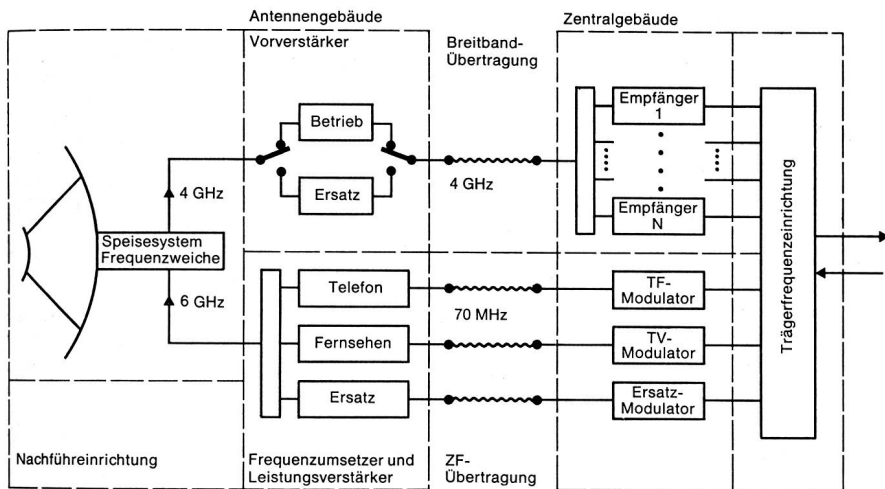 Antennengebäude
Zentralgebäude
Vorverstärker
Breitband-
Übertragung
Betrieb
Ersatz
4 GHz
4 GHz
Empfänger
1
Empfänger
N
Speisesystem
Frequenzweiche
6 GHz
Telefon
Fernsehen
Ersatz
70 MHz
TF-
Modulator
TV-
Modulator
Ersatz-
Modulator
Trägerfrequenzeinrichtung
Nachführeinrichtung
Frequenzumsetzer und
Leistungsverstärker
ZF-
Übertragung